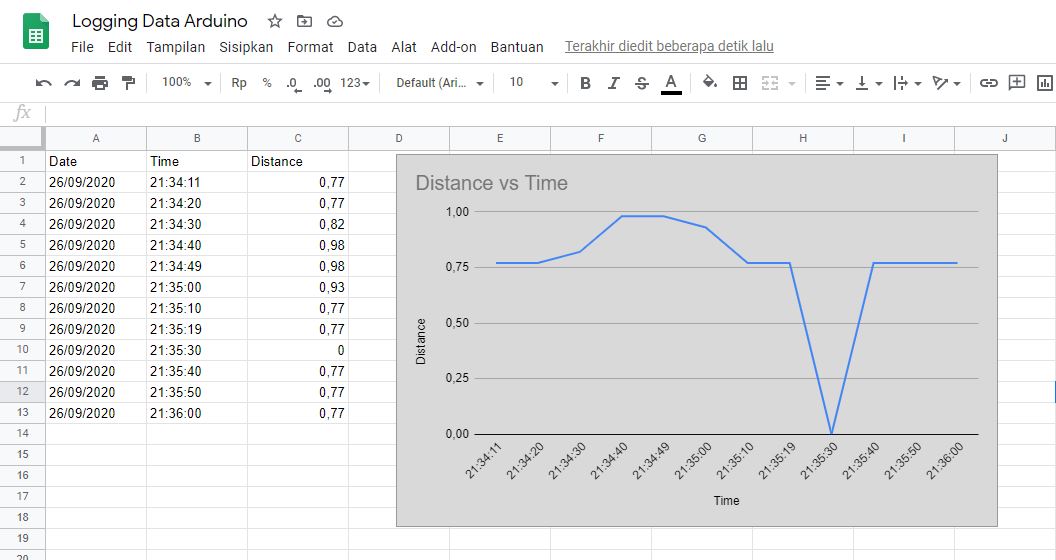 Logging Data Arduino
File Edit Tampilan Sisipkan Format Data Alat Add-on Bantuan Terakhir diedit beberapa detik lalu
100% Rp % .0 .00 123 Default (Ari... 10 B I S A
fx
A B C D E F G H I J
1 Date Time Distance
2 26/09/2020 21:34:11 0,77
3 26/09/2020 21:34:20 0,77
4 26/09/2020 21:34:30 0,82
5 26/09/2020 21:34:40 0,98
6 26/09/2020 21:34:49 0,98
7 26/09/2020 21:35:00 0,93
8 26/09/2020 21:35:10 0,77
9 26/09/2020 21:35:19 0,77
10 26/09/2020 21:35:30 0
11 26/09/2020 21:35:40 0,77
12 26/09/2020 21:35:50 0,77
13 26/09/2020 21:36:00 0,77
14
15
16
17
18
19
20
Distance vs Time
1,00
0,75
0,50
0,25
0,00
Distance
21:34:11 21:34:20 21:34:30 21:34:40 21:34:49 21:35:00 21:35:10 21:35:19 21:35:30 21:35:40 21:35:50 21:36:00
Time